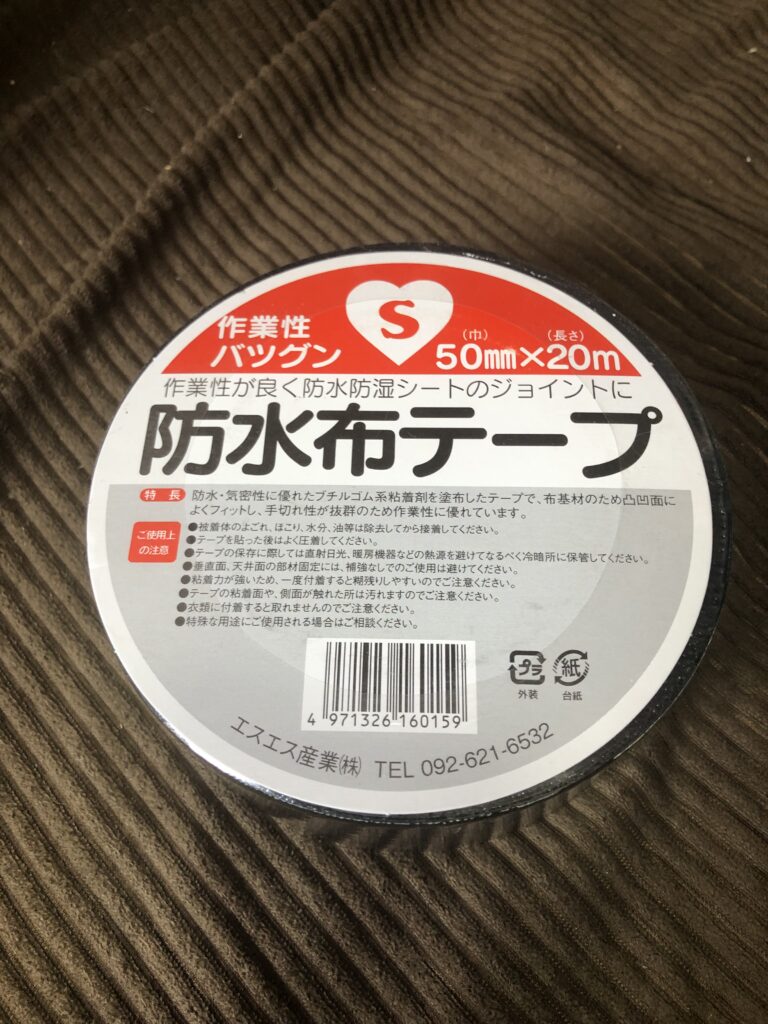 S
作業性
バツグン
(巾) (長さ)
50mm×20m
作業性が良く防水防湿シートのジョイントに
防水布テープ
特長 防水・気密性に優れたブチルゴム系粘着剤を塗布したテープで、布基材のため凸凹面に
よくフィットし、手切れ性が抜群のため作業性に優れています。
ご使用上
の注意
●被着体のよごれ、ほこり、水分、油等は除去してから接着してください。
●テープを貼った後はよく圧着してください。
●テープの保存に際しては直射日光、暖房機器などの熱源を避けてなるべく冷暗所に保管してください。
●垂直面、天井面の部材固定には、補強なしでのご使用は避けてください。
●粘着力が強いため、一度付着すると糊残りしやすいのでご注意ください。
●テープの粘着面や、側面が触れた所は汚れますのでご注意ください。
●衣類に付着すると取れませんのでご注意ください。
●特殊な用途にご使用される場合はご相談ください。
プラ 紙
外装 台紙
4 971326 160159
エスエス産業㈱ TEL 092-621-6532